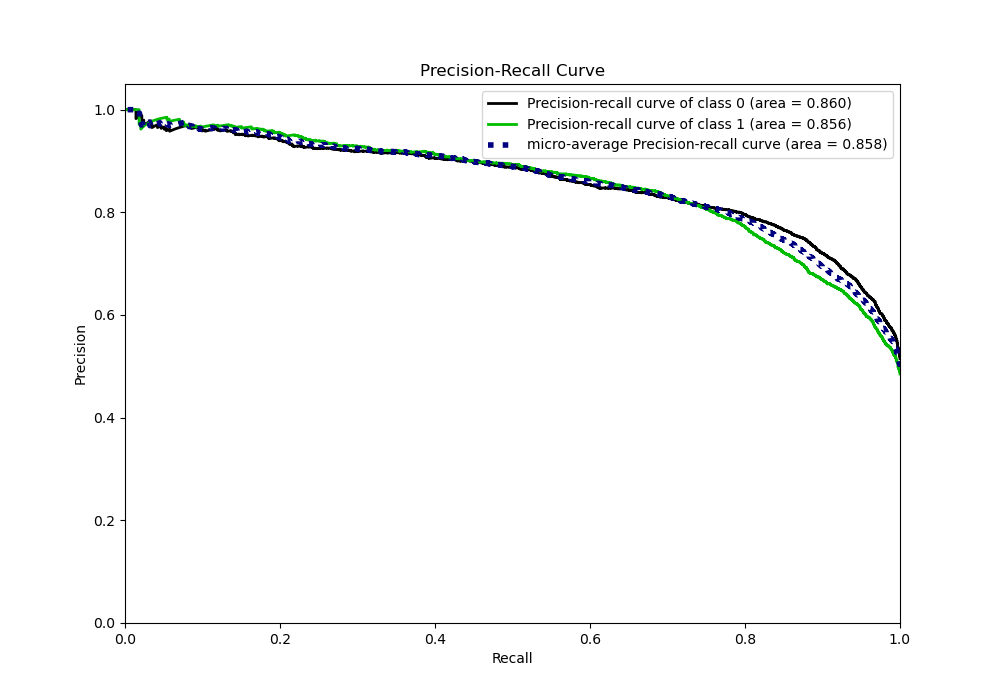 Precision-Recall Curve
Precision-recall curve of class 0 (area = 0.860)
Precision-recall curve of class 1 (area = 0.856)
micro-average Precision-recall curve (area = 0.858)
1.0
0.8
0.6
0.4
0.2
0.0
Precision
0.0 0.2 0.4 0.6 0.8 1.0
Recall